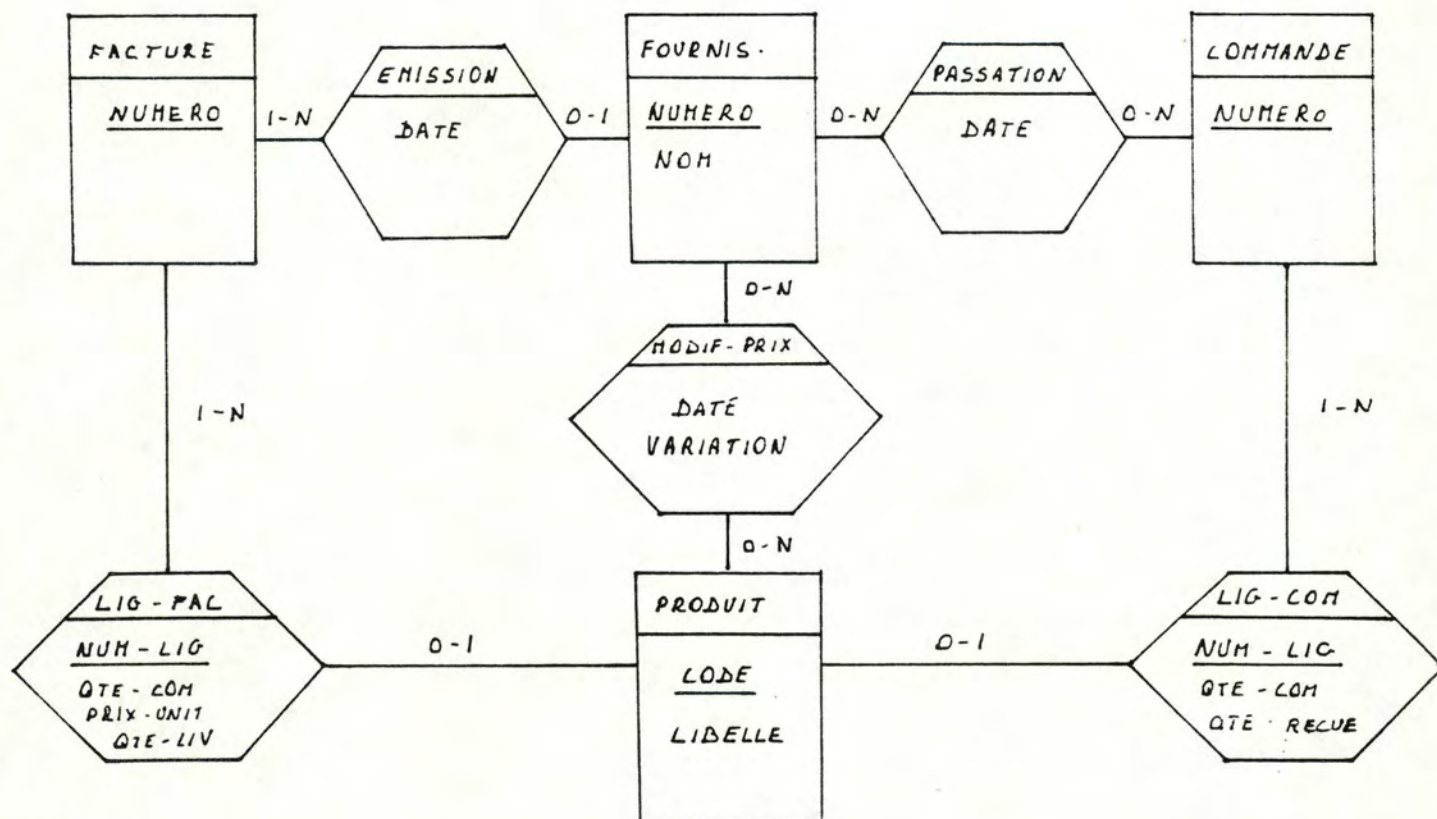 FACTURE
NUMERO
1-N
EMISSION
DATE
0-1
FOURNIS.
NUMERO
NOM
0-N
PASSATION
DATE
0-N
COMMANDE
NUMERO
0-N
MODIF-PRIX
DATE
VARIATION
0-N
1-N
1-N
LIG-FAC
NUM-LIG
QTE-COM
PRIX-UNIT
QTE-LIV
0-1
PRODUIT
CODE
LIBELLE
0-1
LIG-COM
NUM-LIG
QTE-COM
QTE-RECUE